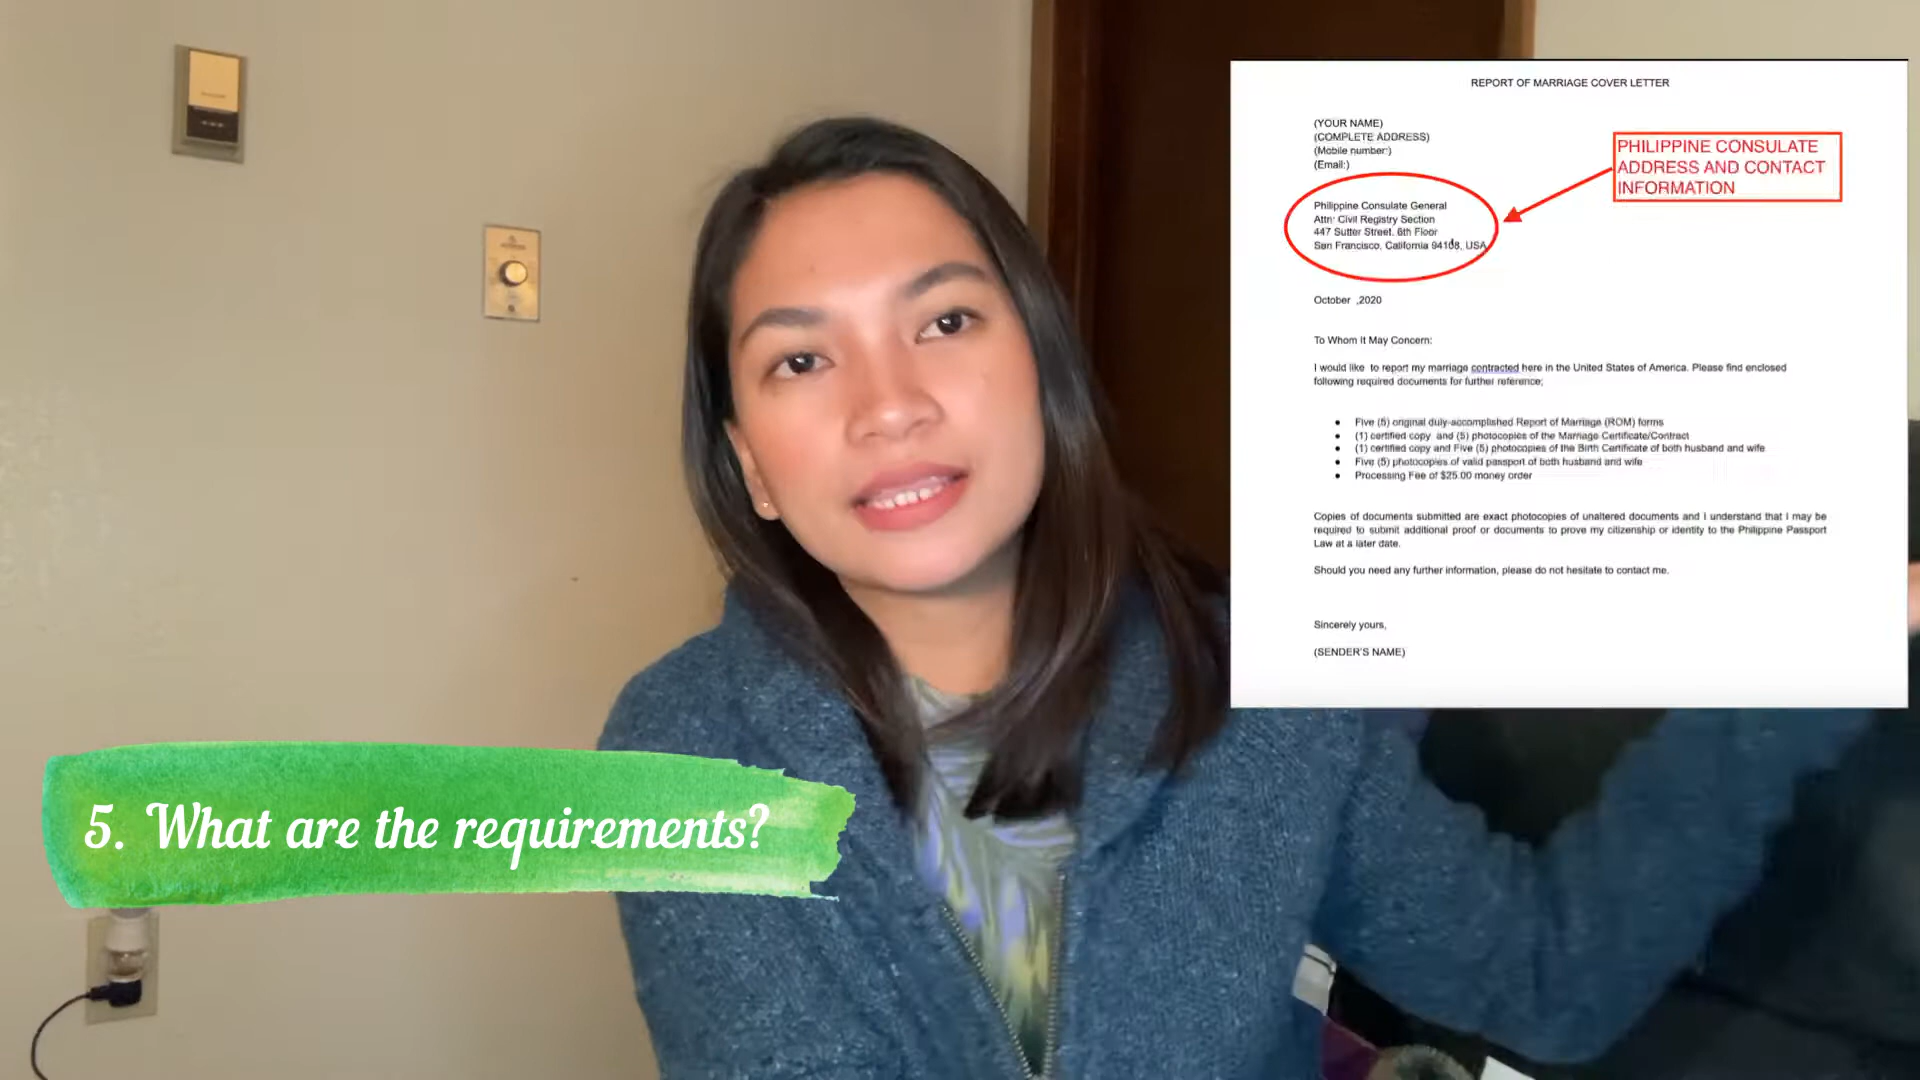 REPORT OF MARRIAGE COVER LETTER
(YOUR NAME)
(COMPLETE ADDRESS)
(Mobile number:)
(Email:)
PHILIPPINE CONSULATE
ADDRESS AND CONTACT
INFORMATION
Philippine Consulate General
Attn: Civil Registry Section
447 Sutter Street, 6th Floor
San Francisco, California 94108, USA
October ,2020
To Whom It May Concern:
I would like to report my marriage contracted here in the United States of America. Please find enclosed
following required documents for further reference;
• Five (5) original duly-accomplished Report of Marriage (ROM) forms
• (1) certified copy and (5) photocopies of the Marriage Certificate/Contract
• (1) certified copy and Five (5) photocopies of the Birth Certificate of both husband and wife
• Five (5) photocopies of valid passport of both husband and wife
• Processing Fee of $25.00 money order
Copies of documents submitted are exact photocopies of unaltered documents and I understand that I may be
required to submit additional proof or documents to prove my citizenship or identity to the Philippine Passport
Law at a later date.
Should you need any further information, please do not hesitate to contact me.
Sincerely yours,
(SENDER'S NAME)
5. What are the requirements?